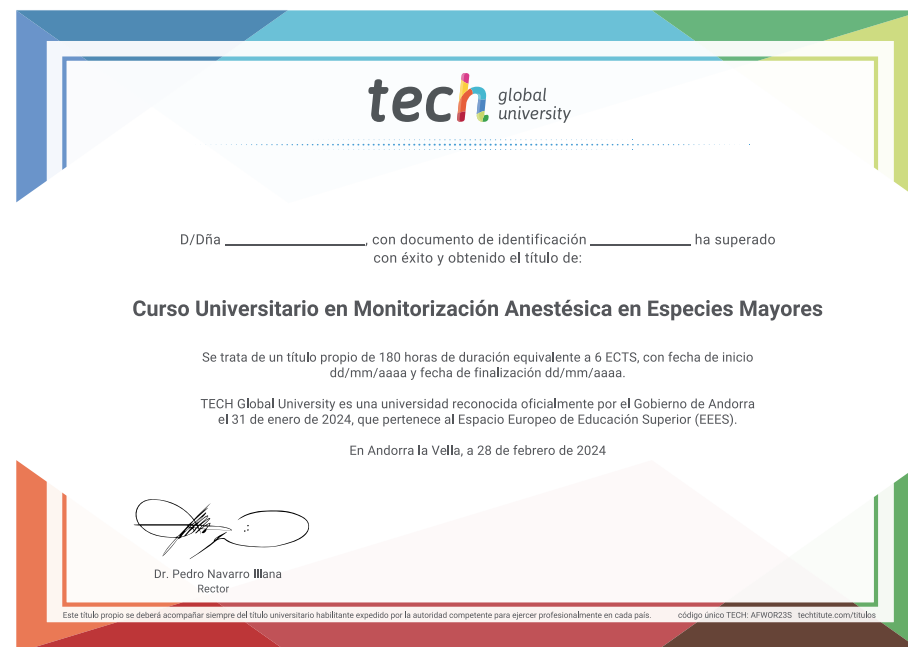 tech global
university
D/Dña ______________, con documento de identificación __________ ha superado
con éxito y obtenido el título de:
Curso Universitario en Monitorización Anestésica en Especies Mayores
Se trata de un título propio de 180 horas de duración equivalente a 6 ECTS, con fecha de inicio
dd/mm/aaaa y fecha de finalización dd/mm/aaaa.
TECH Global University es una universidad reconocida oficialmente por el Gobierno de Andorra
el 31 de enero de 2024, que pertenece al Espacio Europeo de Educación Superior (EEES).
En Andorra la Vella, a 28 de febrero de 2024
Dr. Pedro Navarro Illana
Rector
Este título propio se deberá acompañar siempre del título universitario habilitante expedido por la autoridad competente para ejercer profesionalmente en cada país. código único TECH: AFWOR23S techtitute.com/titulos